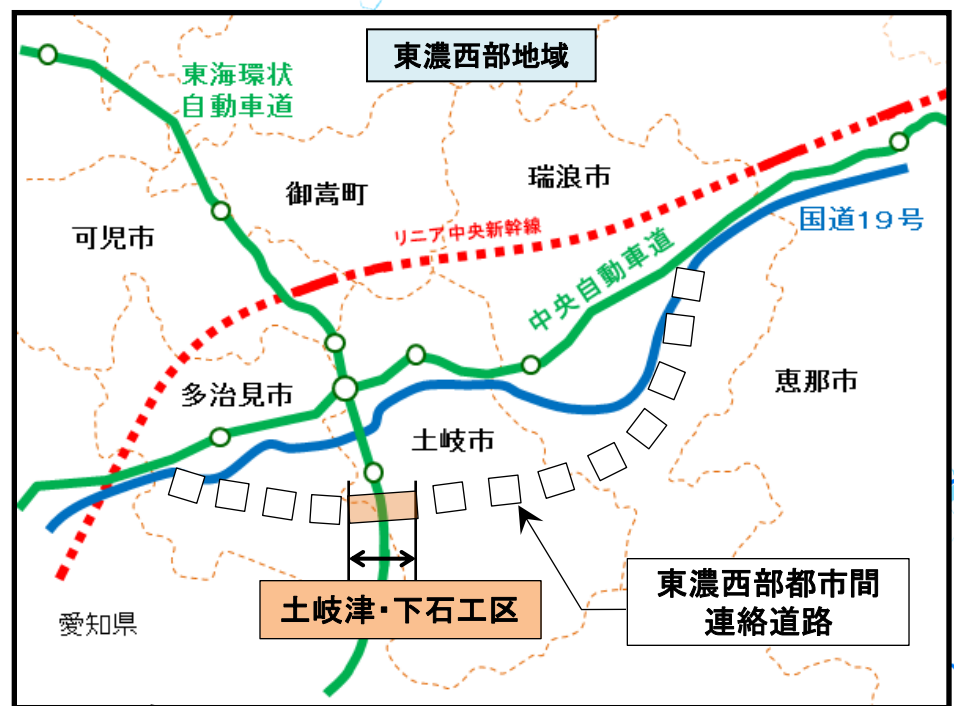 東濃西部地域
東海環状
自動車道
御嵩町
瑞浪市
可児市
リニア中央新幹線
国道19号
中央自動車道
多治見市
恵那市
土岐市
土岐津・下石工区
東濃西部都市間
連絡道路
愛知県